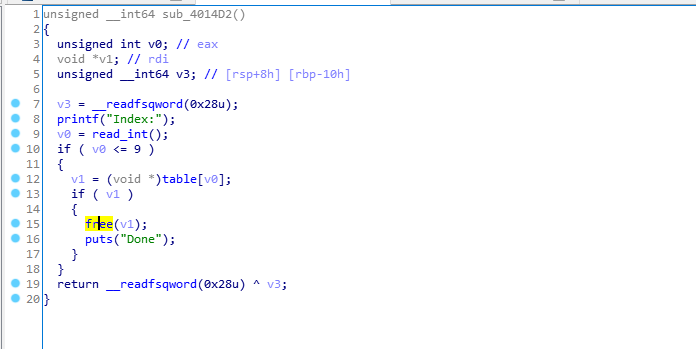 1 unsigned __int64 sub_4014D2()
2 {
3 unsigned int v0; // eax
4 void *v1; // rdi
5 unsigned __int64 v3; // [rsp+8h] [rbp-10h]
6
7 v3 = __readfsqword(0x28u);
8 printf("Index:");
9 v0 = read_int();
10 if ( v0 <= 9 )
11 {
12 v1 = (void *)table[v0];
13 if ( v1 )
14 {
15 free(v1);
16 puts("Done");
17 }
18 }
19 return __readfsqword(0x28u) ^ v3;
20 }